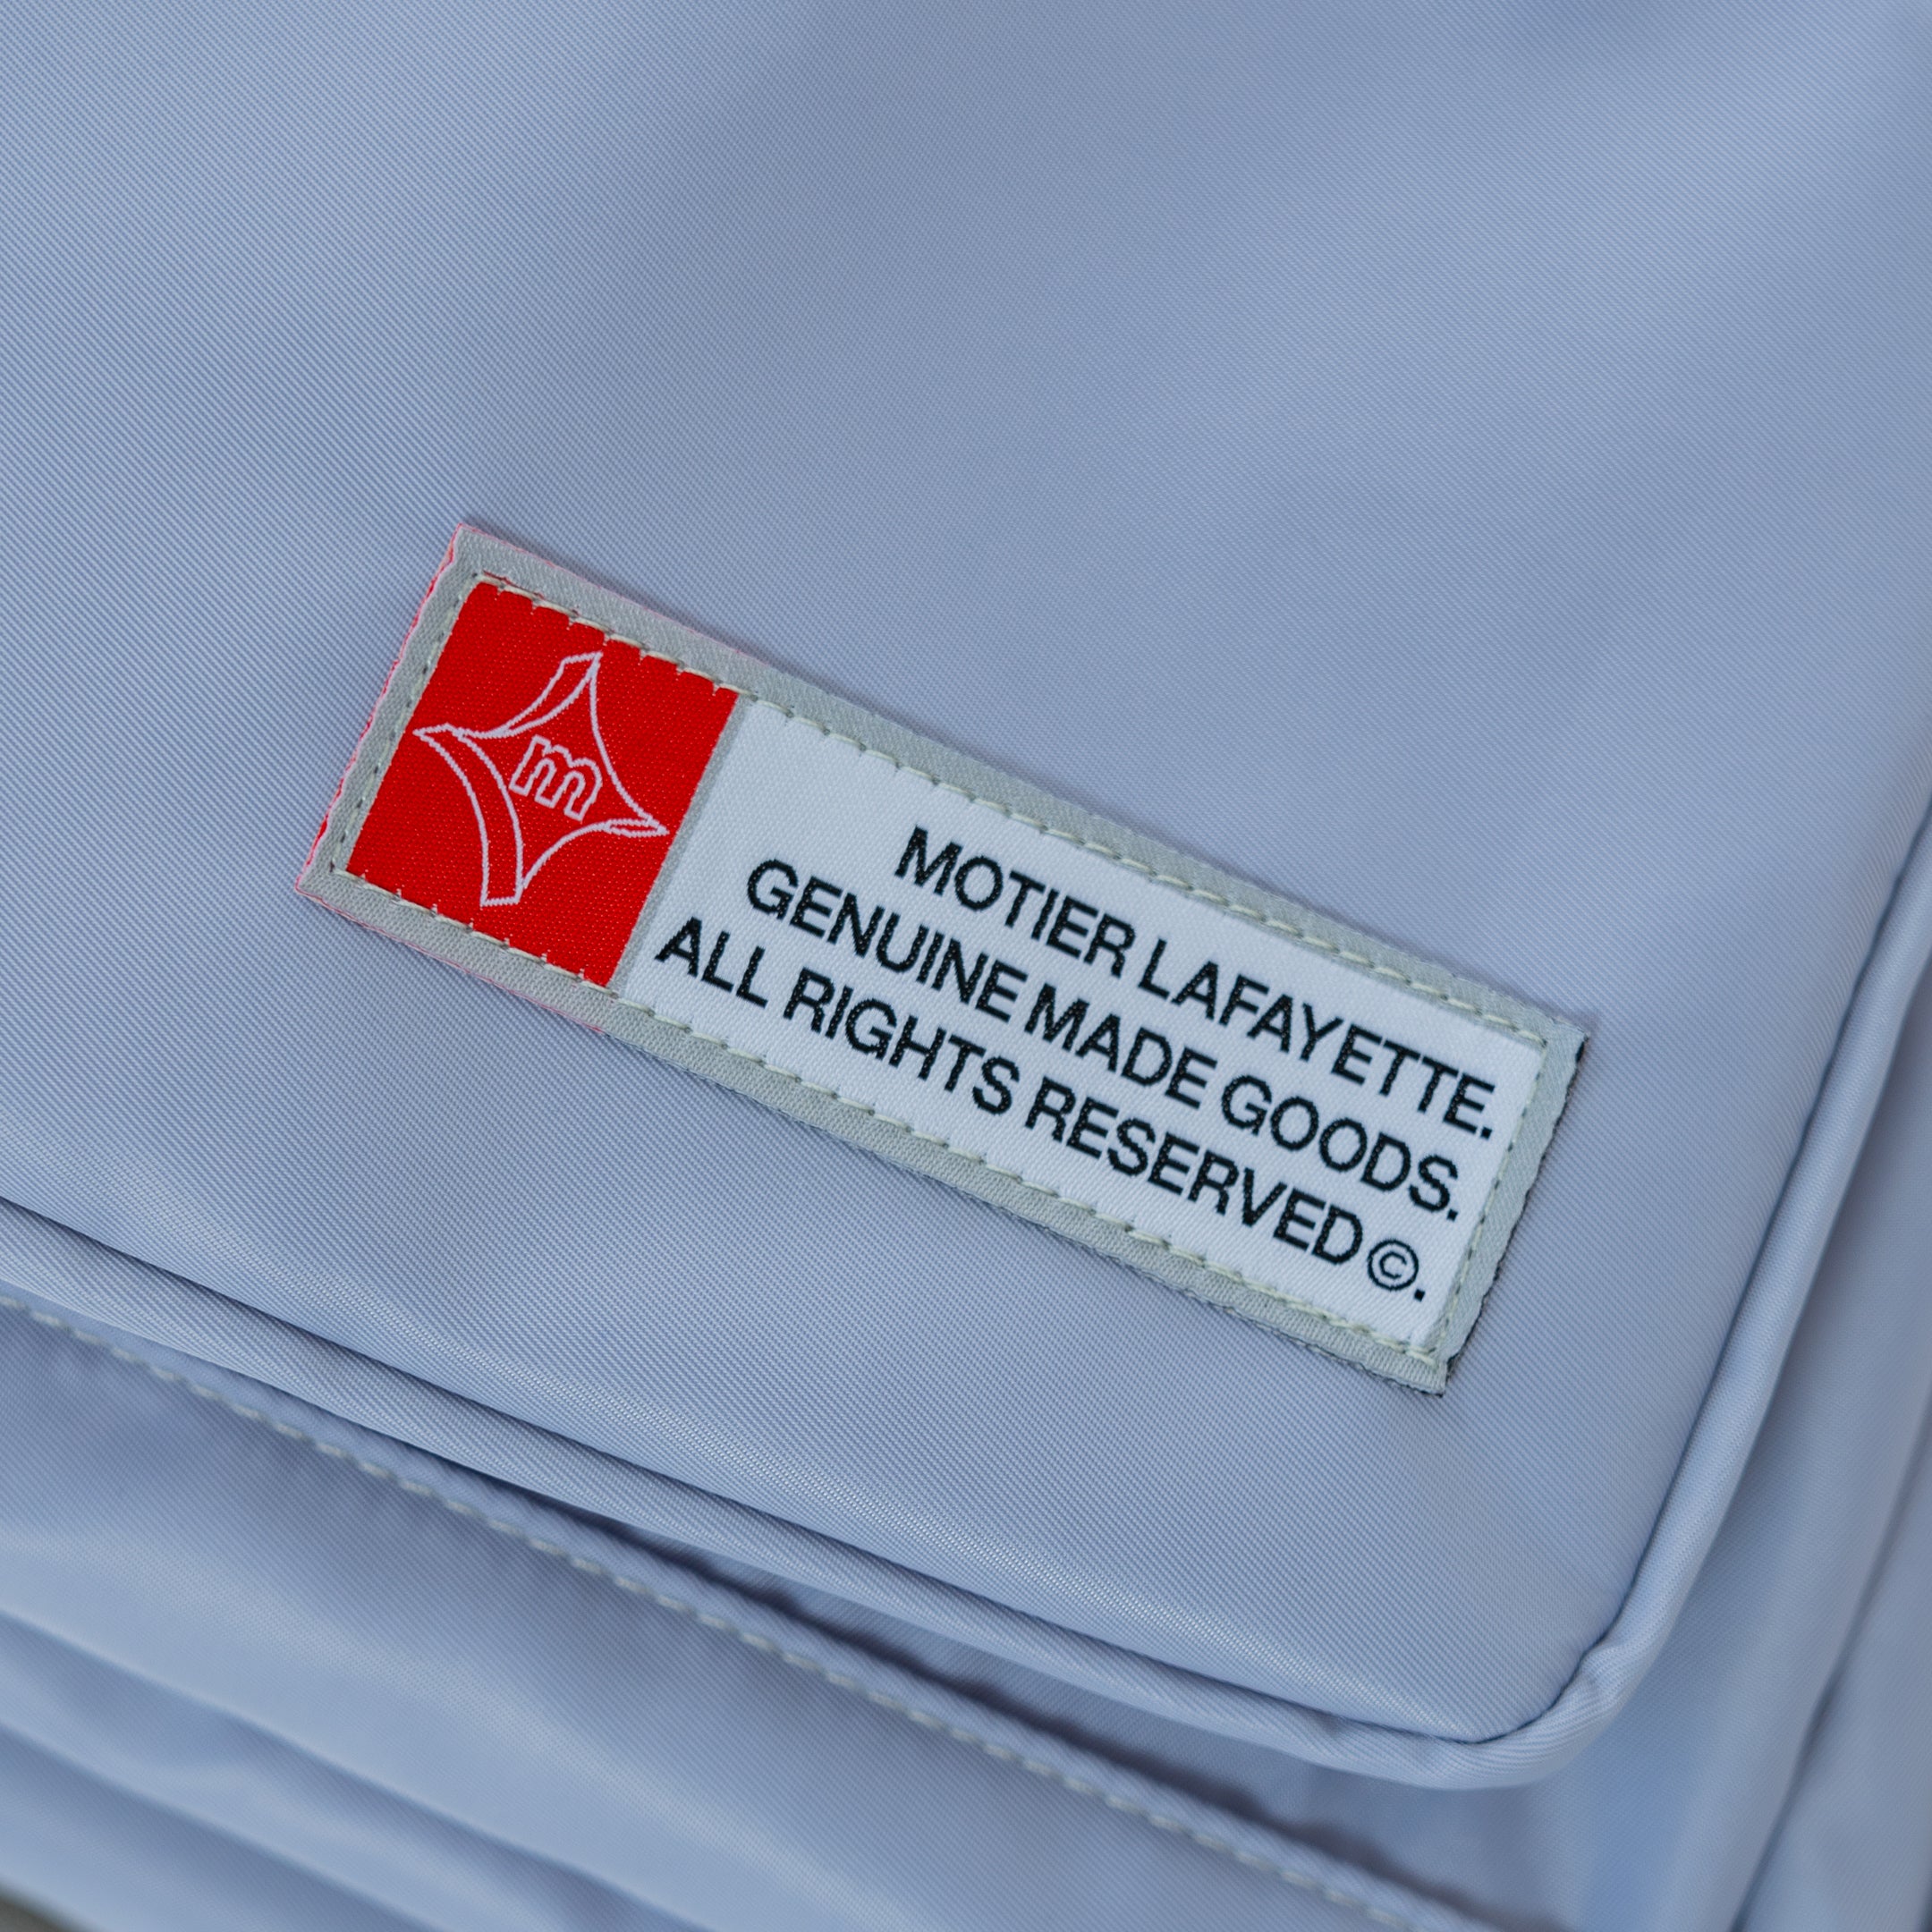 m
MOTIER LAFAYETTE.
GENUINE MADE GOODS.
ALL RIGHTS RESERVED ©.